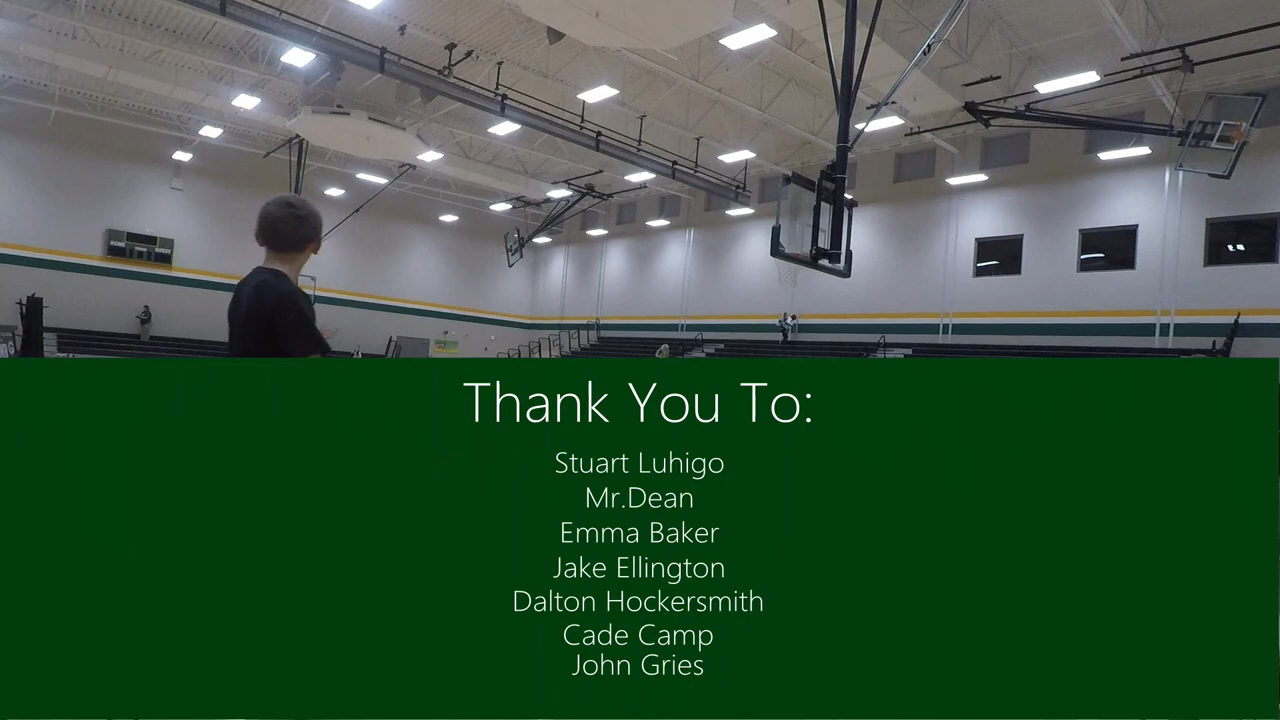 Thank You To:
Stuart Luhigo
Mr.Dean
Emma Baker
Jake Ellington
Dalton Hockersmith
Cade Camp
John Gries